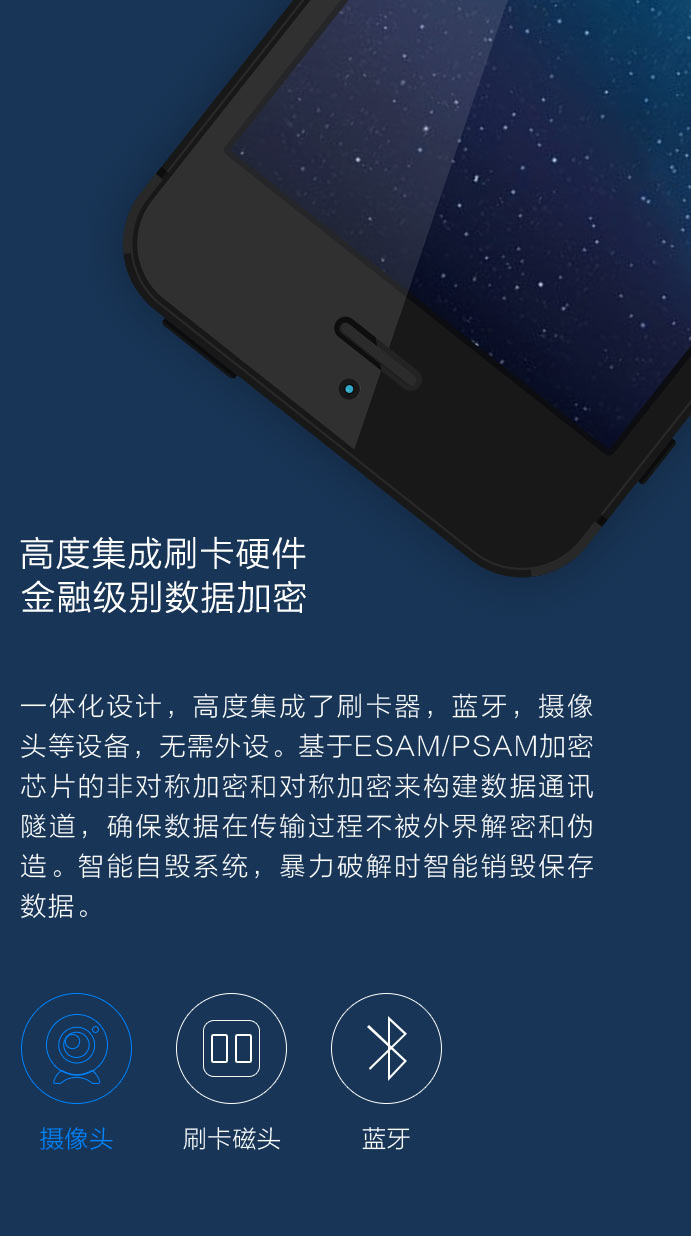 高度集成刷卡硬件
金融级别数据加密
一体化设计，高度集成了刷卡器，蓝牙，摄像
头等设备，无需外设。基于ESAM/PSAM加密
芯片的非对称加密和对称加密来构建数据通讯
隧道，确保数据在传输过程不被外界解密和伪
造。智能自毁系统，暴力破解时智能销毁保存
数据。
摄像头 刷卡磁头 蓝牙